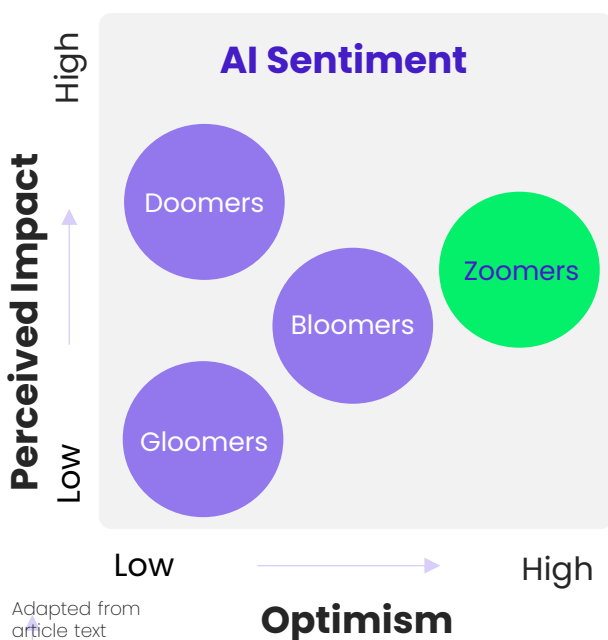 AI Sentiment
High
Perceived Impact
Low
Doomers
Zoomers
Bloomers
Gloomers
Low
High
Optimism
Adapted from
article text